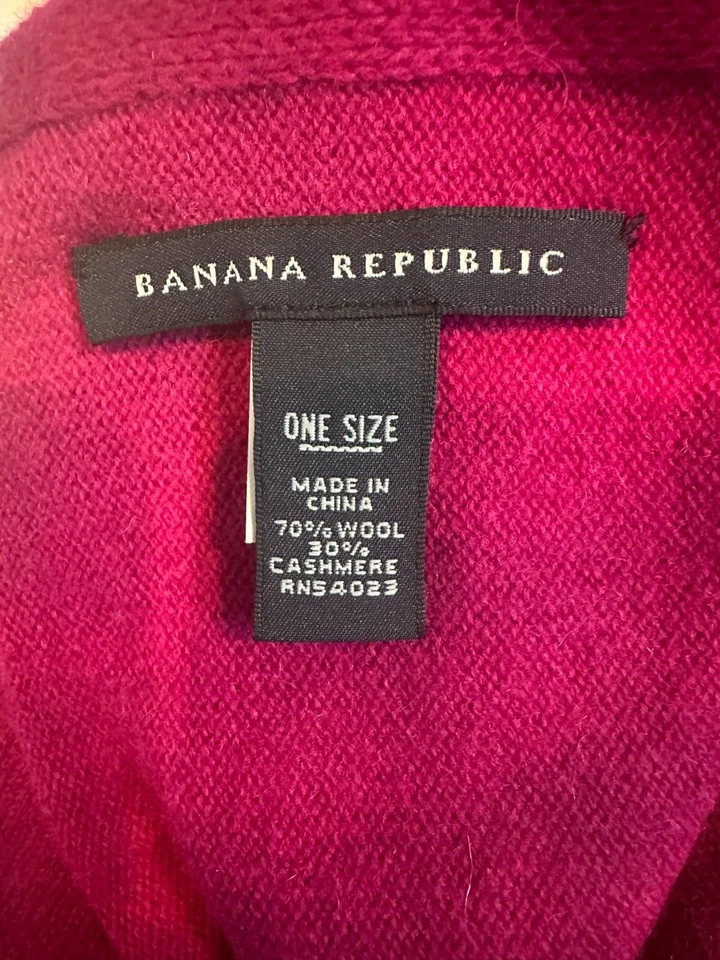 BANANA REPUBLIC
ONE SIZE
MADE IN
CHINA
70% WOOL
30%
CASHMERE
RN54023